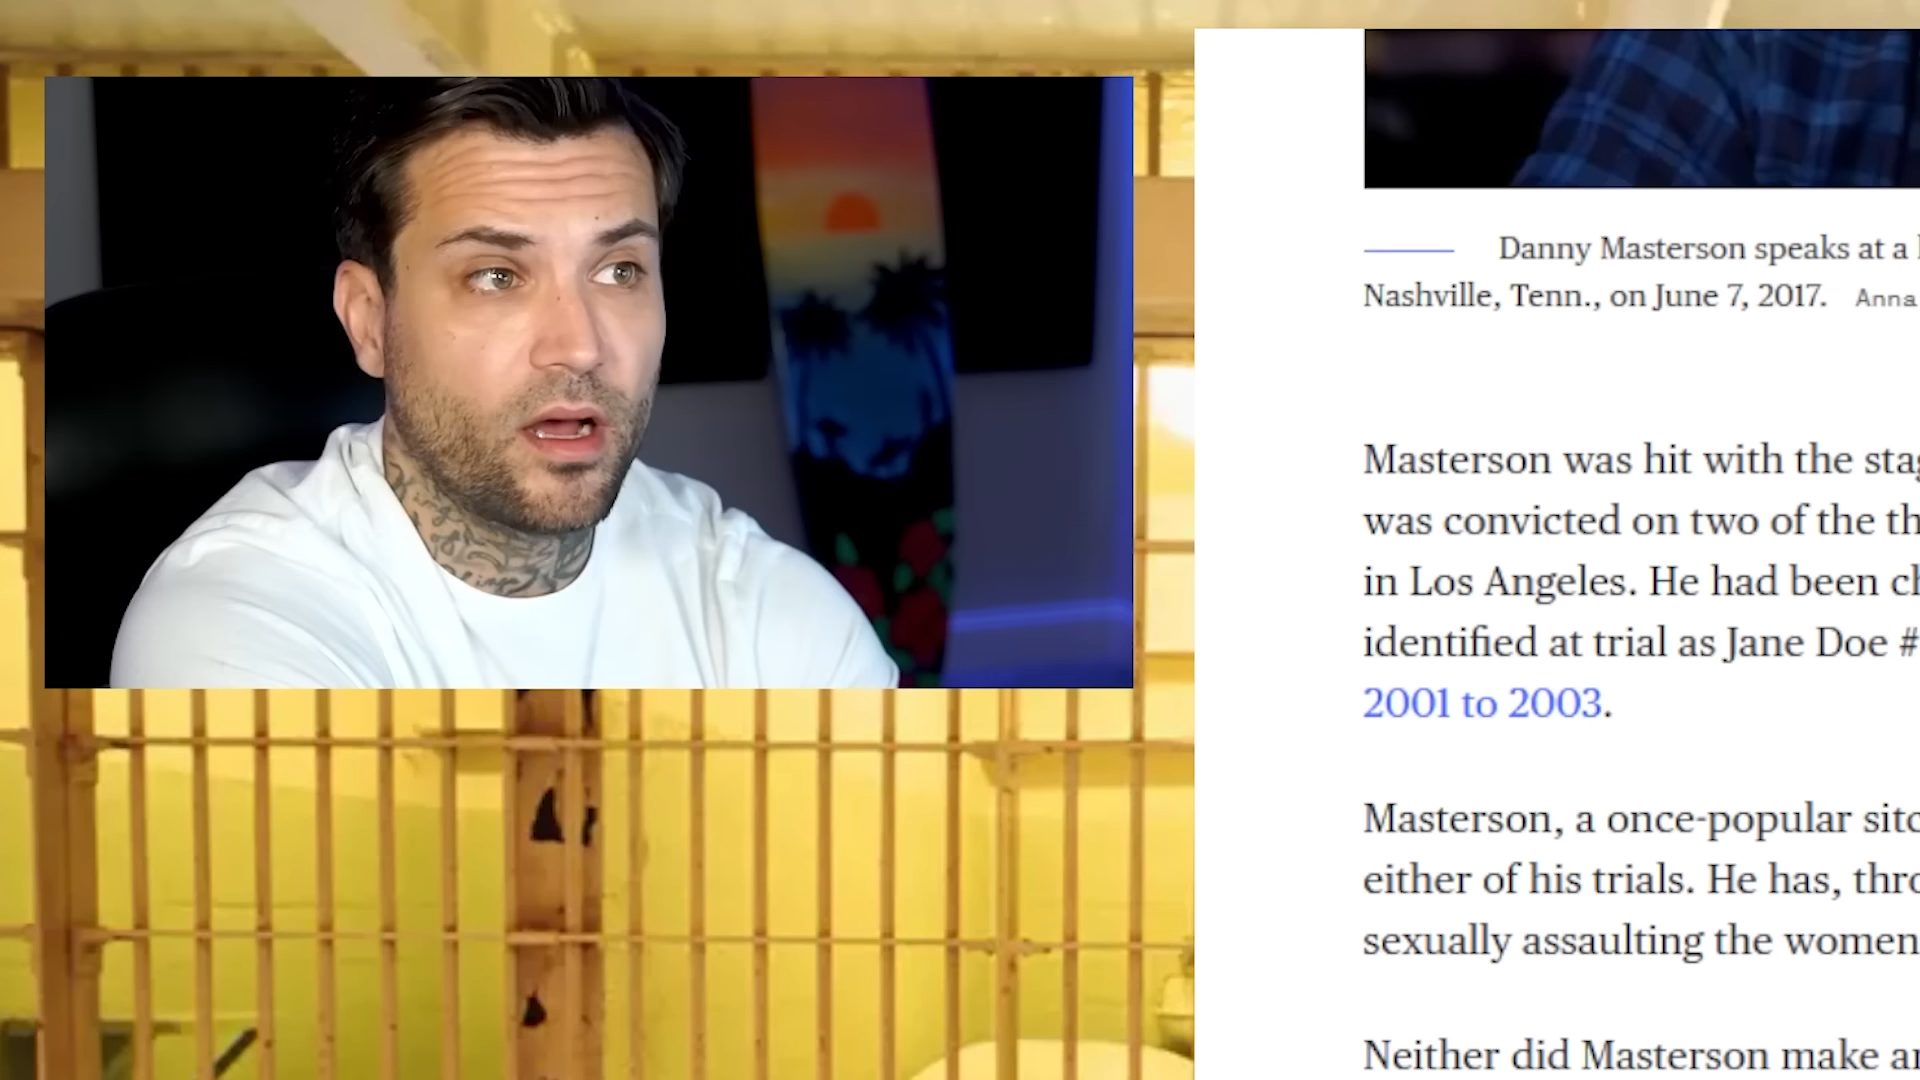 Danny Masterson speaks at a
Nashville, Tenn., on June 7, 2017. Anna
Masterson was hit with the
was convicted on two of the
in Los Angeles. He had been
identified at trial as Jane Doe #
2001 to 2003.
Masterson, a once-popular
either of his trials. He has,
sexually assaulting the women
Neither did Masterson make